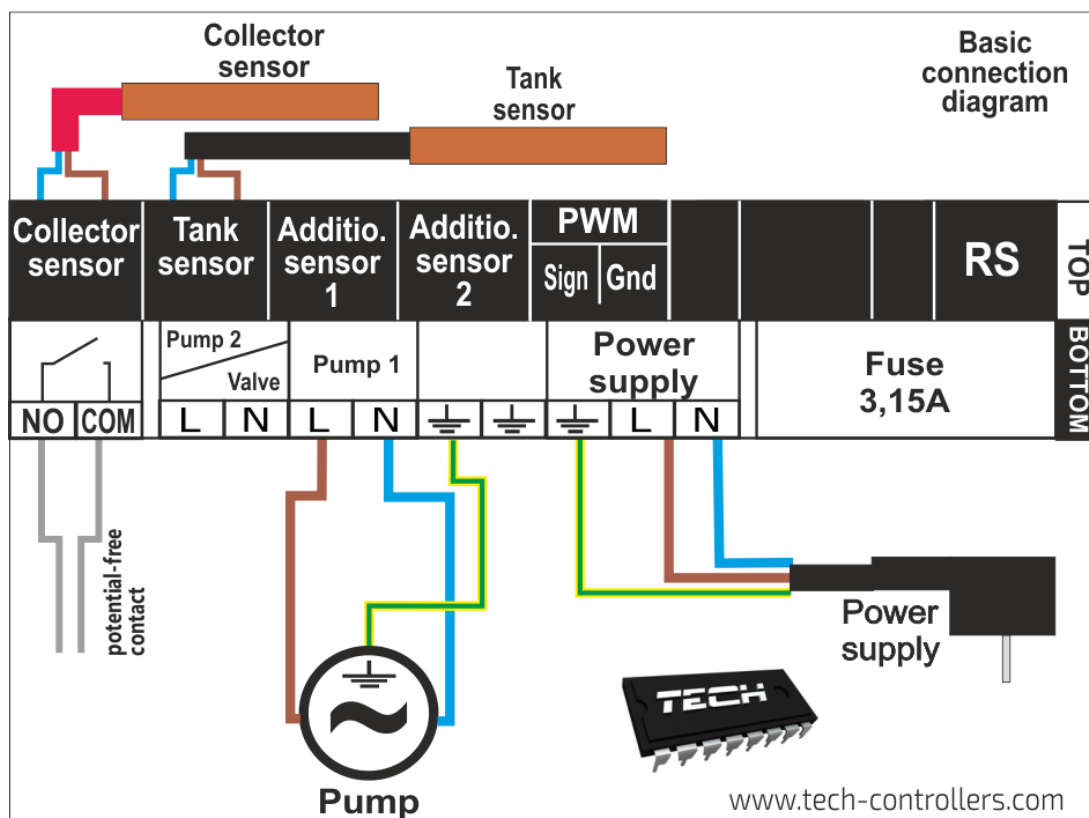 Collector
sensor
Tank
sensor
Basic
connection
diagram
Collector
sensor
Tank
sensor
Additio.
sensor
1
Additio.
sensor
2
PWM
Sign Gnd
RS
TOP
Pump 2
Valve
Pump 1
Power
supply
Fuse
3,15A
BOTTOM
NO COM L N L N L N
potential-free
contact
Power
supply
TECH
Pump
www.tech-controllers.com